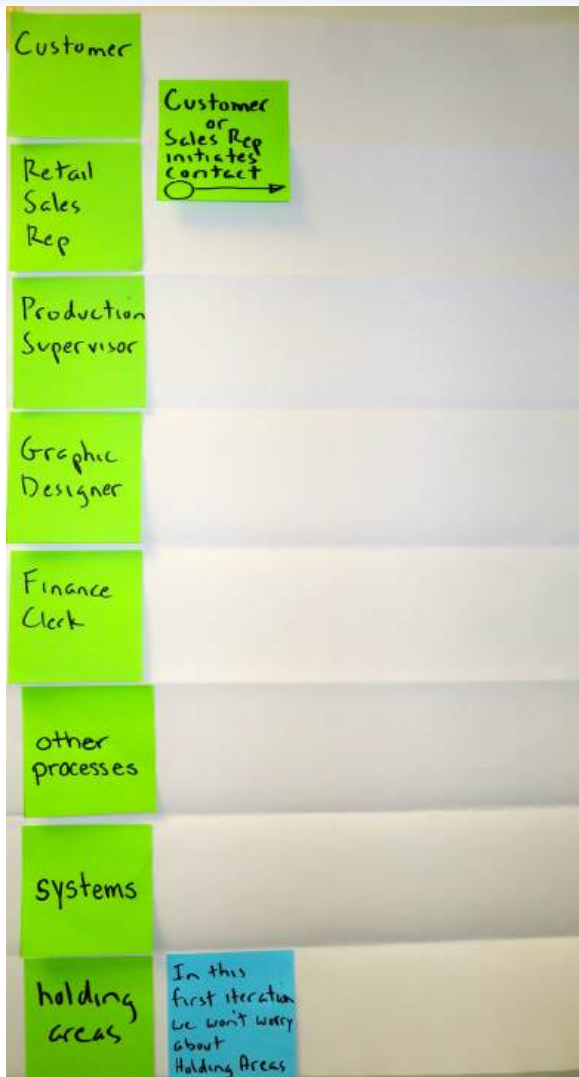 Customer
Customer
or
Sales Rep
initiates
contact
Retail
Sales
Rep
Production
Supervisor
Graphic
Designer
Finance
Clerk
other
processes
systems
holding
areas
In this
first iteration
we won't worry
about
Holding Areas